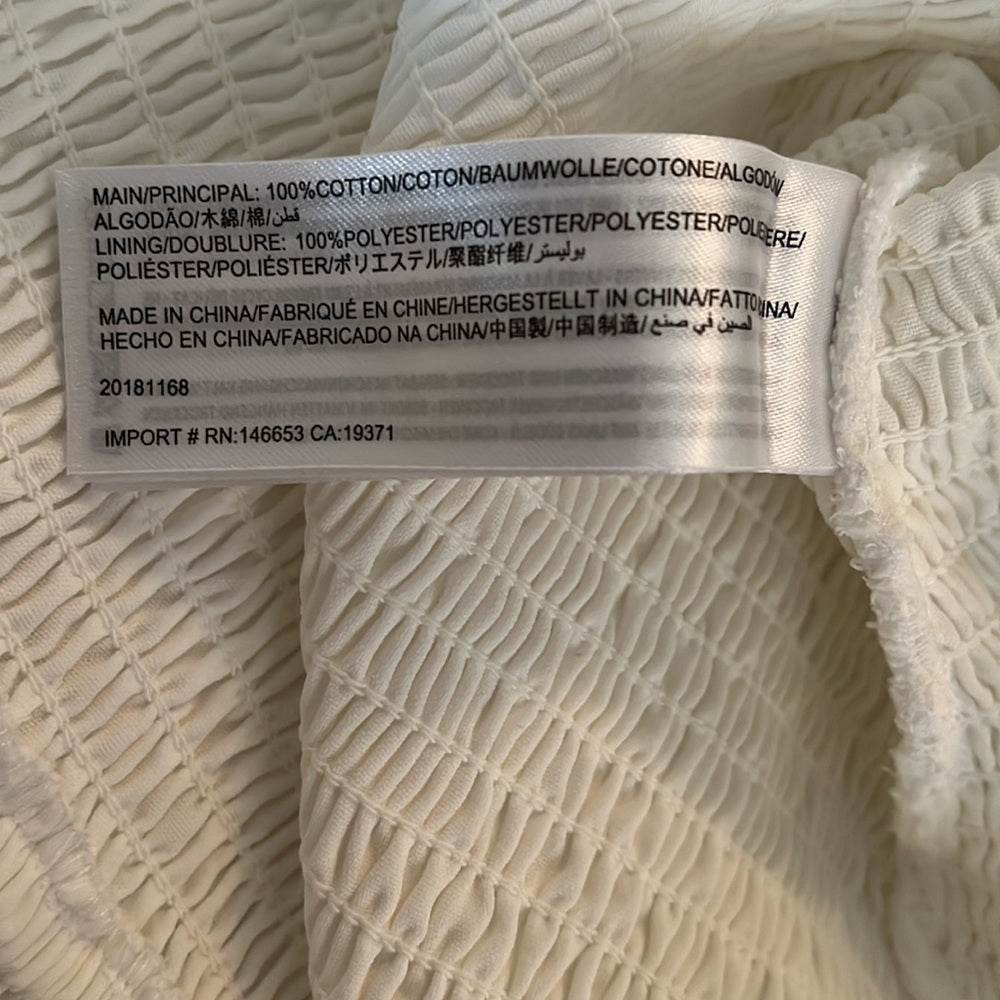 MAIN/PRINCIPAL: 100%COTTON/COTON/BAUMWOLLE/COTONE/ALGODÓN/
ALGODÃO/木綿/棉/قطن
LINING/DOUBLURE: 100%POLYESTER/POLYESTER/POLYESTER/
POLIÉSTER/POLIÉSTER/ポリエステル/聚酯纤维/بوليستر
MADE IN CHINA/FABRIQUÉ EN CHINE/HERGESTELLT IN CHINA/FATTO
HECHO EN CHINA/FABRICADO NA CHINA/中国製/中国制造/الصين في صنع
20181168
IMPORT # RN:146653 CA:19371